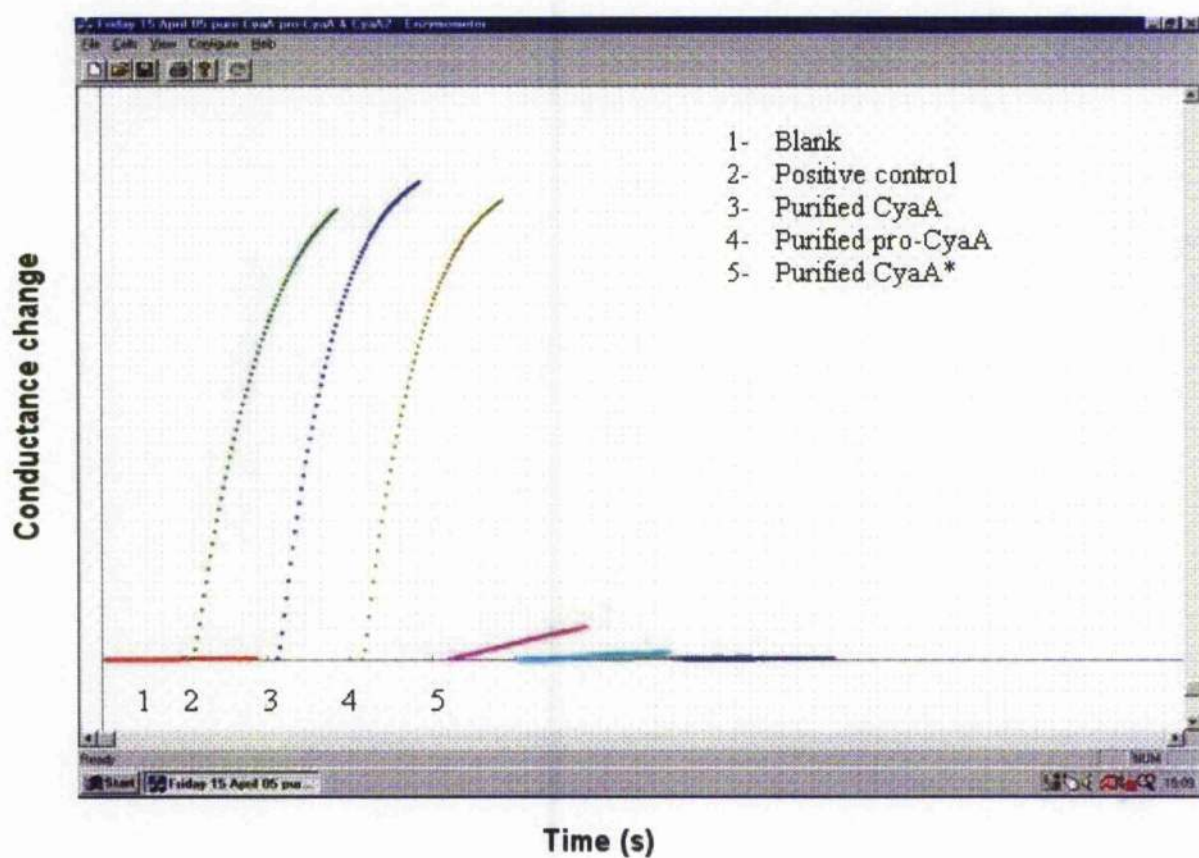 Friday 15 April 05 pure CyaA pro-CyaA & CyaA2 - Enzymometer
File Cells View Configure Help
1- Blank
2- Positive control
3- Purified CyaA
4- Purified pro-CyaA
5- Purified CyaA*
Conductance change
1 2 3 4 5
Ready
NUM
Start Friday 15 April 05 pur...
Time (s)